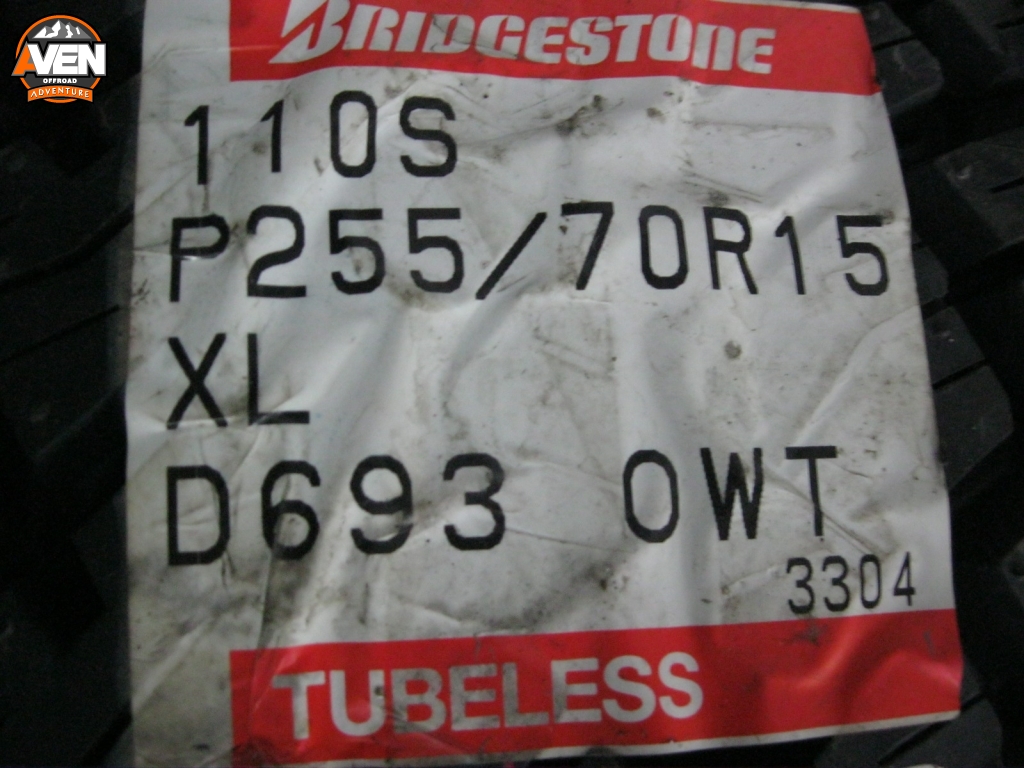 AVEN
OFFROAD
ADVENTURE
BRIDGESTONE
110S
P255/70R15
XL
D693 OWT
3304
TUBELESS